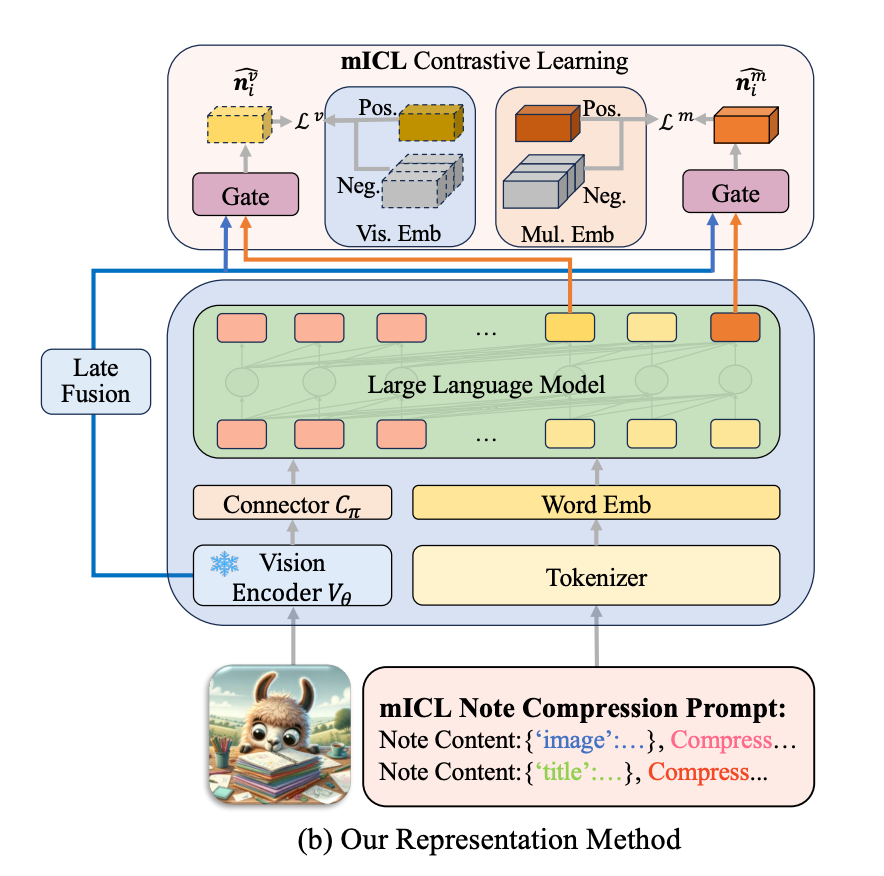 mICL Contrastive Learning
$\widehat{n_i^v}$
ℒ ᵛ
Pos.
Neg.
Vis. Emb
Pos.
Neg.
Mul. Emb
ℒ ᵐ
$\widehat{n_i^m}$
Gate
Gate
Late
Fusion
...
Large Language Model
...
Connector $C_\pi$
Word Emb
Vision
Encoder $V_\theta$
Tokenizer
mICL Note Compression Prompt:
Note Content:{‘image’:...}, Compress...
Note Content:{‘title’:...}, Compress...
(b) Our Representation Method